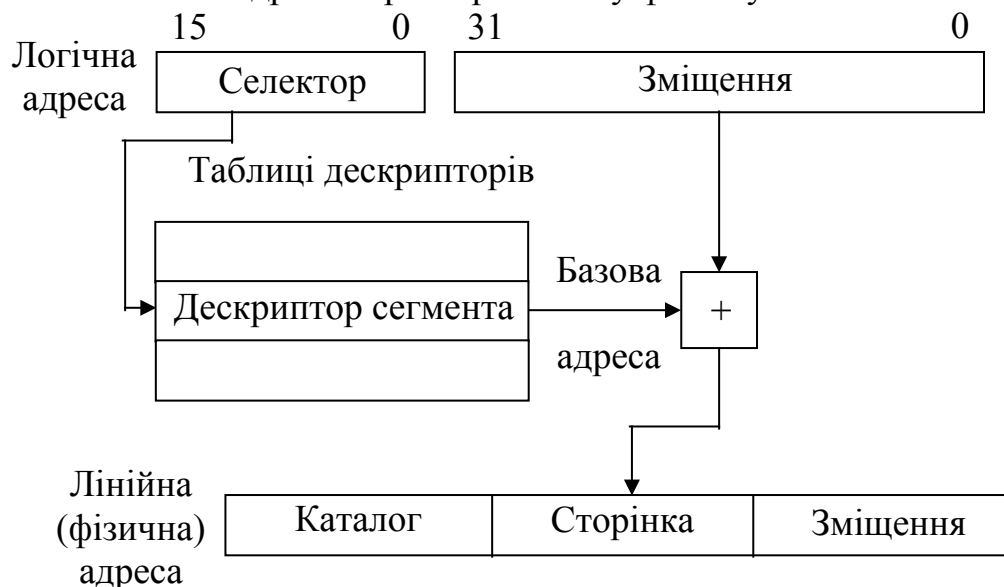 15 0 31 0
Логічна
адреса
Селектор
Зміщення
Таблиці дескрипторів
Базова
Дескриптор сегмента
+
адреса
Лінійна
(фізична)
адреса
Каталог
Сторінка
Зміщення